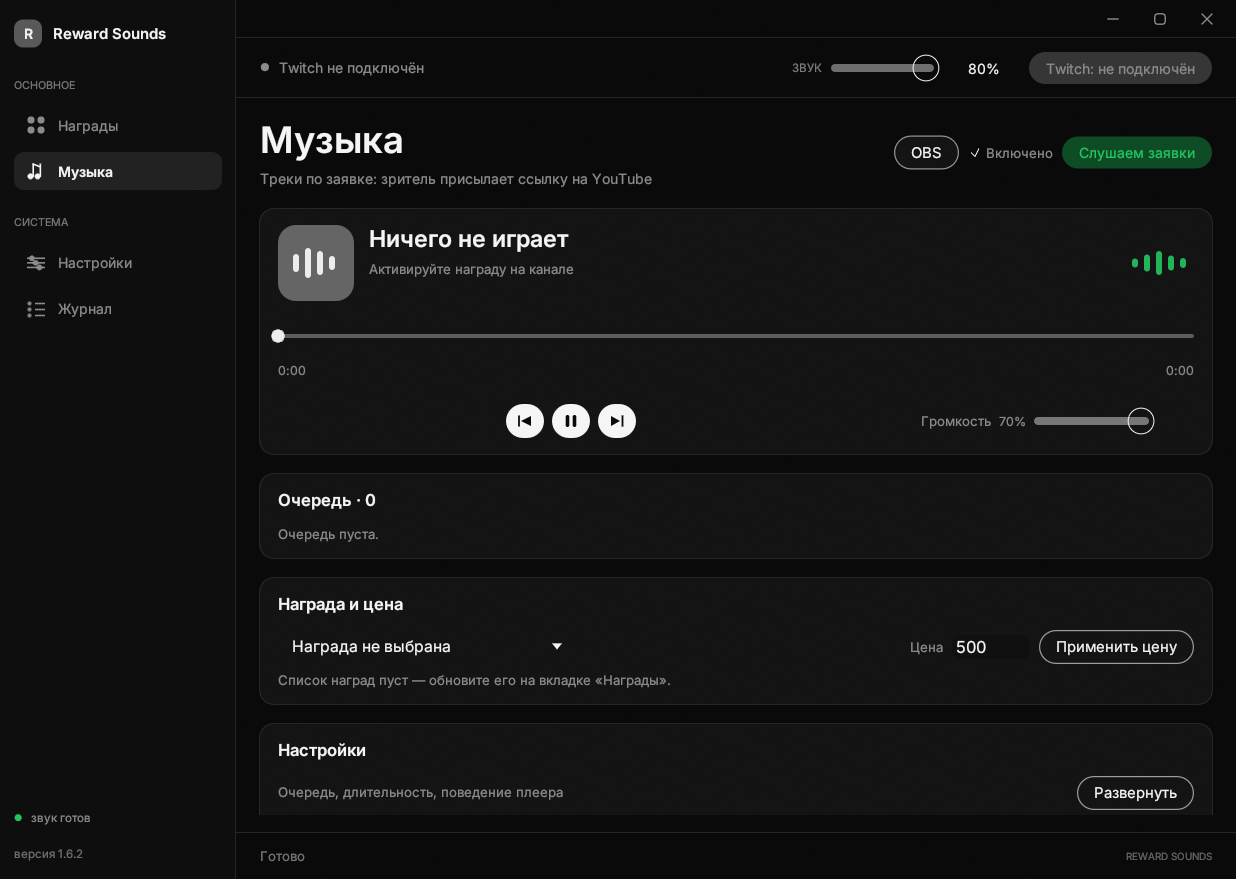 R Reward Sounds
ОСНОВНОЕ
Награды
Музыка
СИСТЕМА
Настройки
Журнал
звук готов
версия 1.6.2
Twitch не подключён
ЗВУК
80%
Twitch: не подключён
Музыка
Треки по заявке: зритель присылает ссылку на YouTube
OBS
Включено
Слушаем заявки
Ничего не играет
Активируйте награду на канале
0:00
0:00
Громкость 70%
Очередь · 0
Очередь пуста.
Награда и цена
Награда не выбрана
Цена
500
Применить цену
Список наград пуст — обновите его на вкладке «Награды».
Настройки
Очередь, длительность, поведение плеера
Развернуть
Готово
REWARD SOUNDS